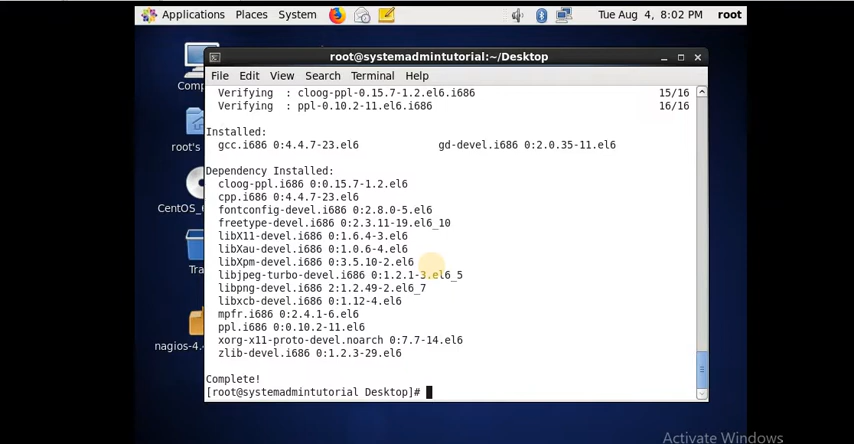 Applications Places System Tue Aug 4, 8:02 PM root
root@systemadmintutorial:~/Desktop
File Edit View Search Terminal Help
Verifying : cloog-ppl-0.15.7-1.2.el6.i686 15/16
Verifying : ppl-0.10.2-11.el6.i686 16/16
Installed:
gcc.i686 0:4.4.7-23.el6 gd-devel.i686 0:2.0.35-11.el6
Dependency Installed:
cloog-ppl.i686 0:0.15.7-1.2.el6
cpp.i686 0:4.4.7-23.el6
fontconfig-devel.i686 0:2.8.0-5.el6
freetype-devel.i686 0:2.3.11-19.el6_10
libX11-devel.i686 0:1.6.4-3.el6
libXau-devel.i686 0:1.0.6-4.el6
libXpm-devel.i686 0:3.5.10-2.el6
libjpeg-turbo-devel.i686 0:1.2.1-3.el6_5
libpng-devel.i686 2:1.2.49-2.el6_7
libxcb-devel.i686 0:1.12-4.el6
mpfr.i686 0:2.4.1-6.el6
ppl.i686 0:0.10.2-11.el6
xorg-x11-proto-devel.noarch 0:7.7-14.el6
zlib-devel.i686 0:1.2.3-29.el6
Complete!
[root@systemadmintutorial Desktop]#
Comp
root's
CentOS_6
Tra
nagios-4.4
Activate Windows